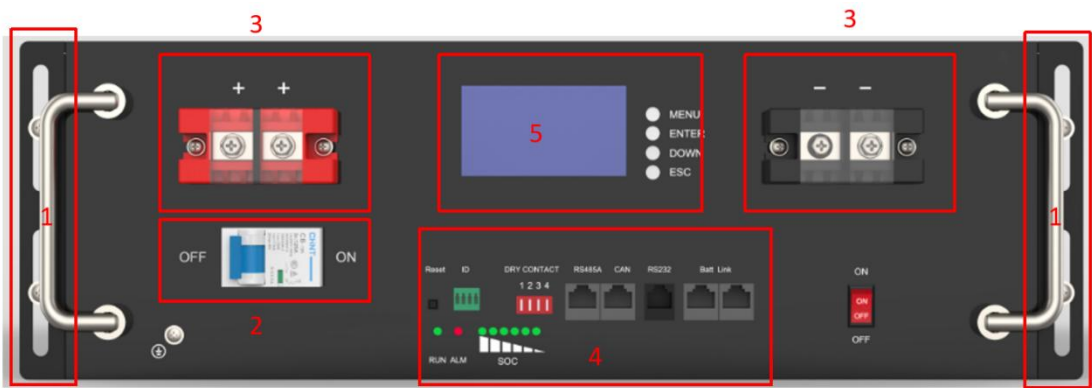 3
3
+ +
- -
MENU
ENTER
DOWN
ESC
5
1
1
OFF
CHNT
ON
2
Reset
ID
DRY CONTACT
1 2 3 4
RS485A
CAN
RS232
Batt Link
RUN
ALM
SOC
4
ON
ON
OFF
OFF